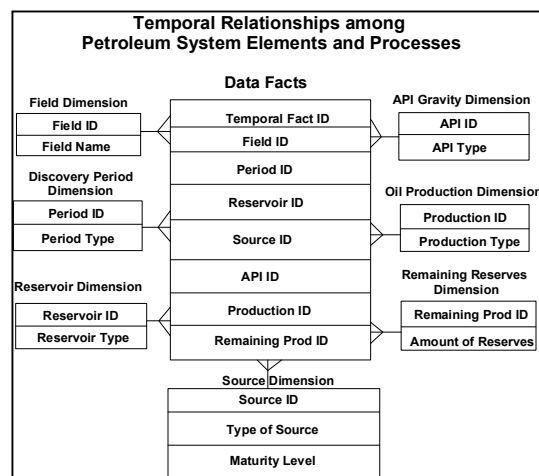 Temporal Relationships among
Petroleum System Elements and Processes
Data Facts
Temporal Fact ID
Field ID
Period ID
Reservoir ID
Source ID
API ID
Production ID
Remaining Prod ID
Field Dimension
Field ID
Field Name
Discovery Period
Dimension
Period ID
Period Type
Reservoir Dimension
Reservoir ID
Reservoir Type
API Gravity Dimension
API ID
API Type
Oil Production Dimension
Production ID
Production Type
Remaining Reserves
Dimension
Remaining Prod ID
Amount of Reserves
Source Dimension
Source ID
Type of Source
Maturity Level